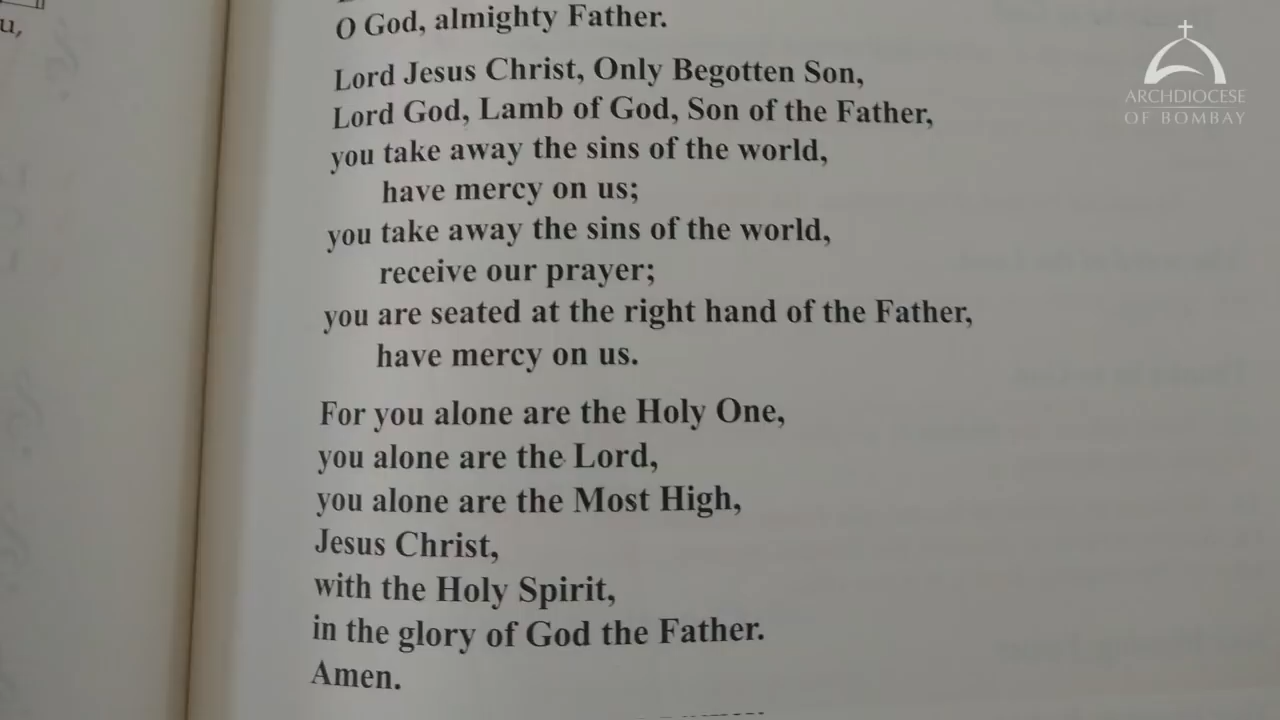 u,
O God, almighty Father.
Lord Jesus Christ, Only Begotten Son,
Lord God, Lamb of God, Son of the Father,
you take away the sins of the world,
have mercy on us;
you take away the sins of the world,
receive our prayer;
you are seated at the right hand of the Father,
have mercy on us.
For you alone are the Holy One,
you alone are the Lord,
you alone are the Most High,
Jesus Christ,
with the Holy Spirit,
in the glory of God the Father.
Amen.
ARCHDIOCESE
OF BOMBAY